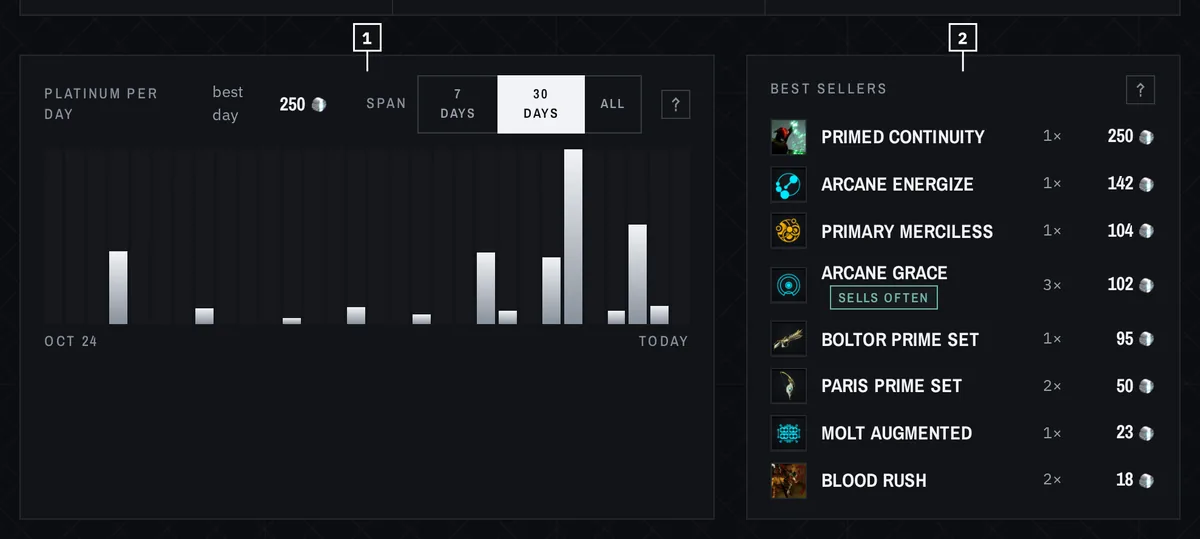 1
2
PLATINUM PER
DAY
best
day
250
SPAN
7
DAYS
30
DAYS
ALL
?
OCT 24
TODAY
BEST SELLERS
?
PRIMED CONTINUITY 1× 250
ARCANE ENERGIZE 1× 142
PRIMARY MERCILESS 1× 104
ARCANE GRACE
SELLS OFTEN
3× 102
BOLTOR PRIME SET 1× 95
PARIS PRIME SET 2× 50
MOLT AUGMENTED 1× 23
BLOOD RUSH 2× 18